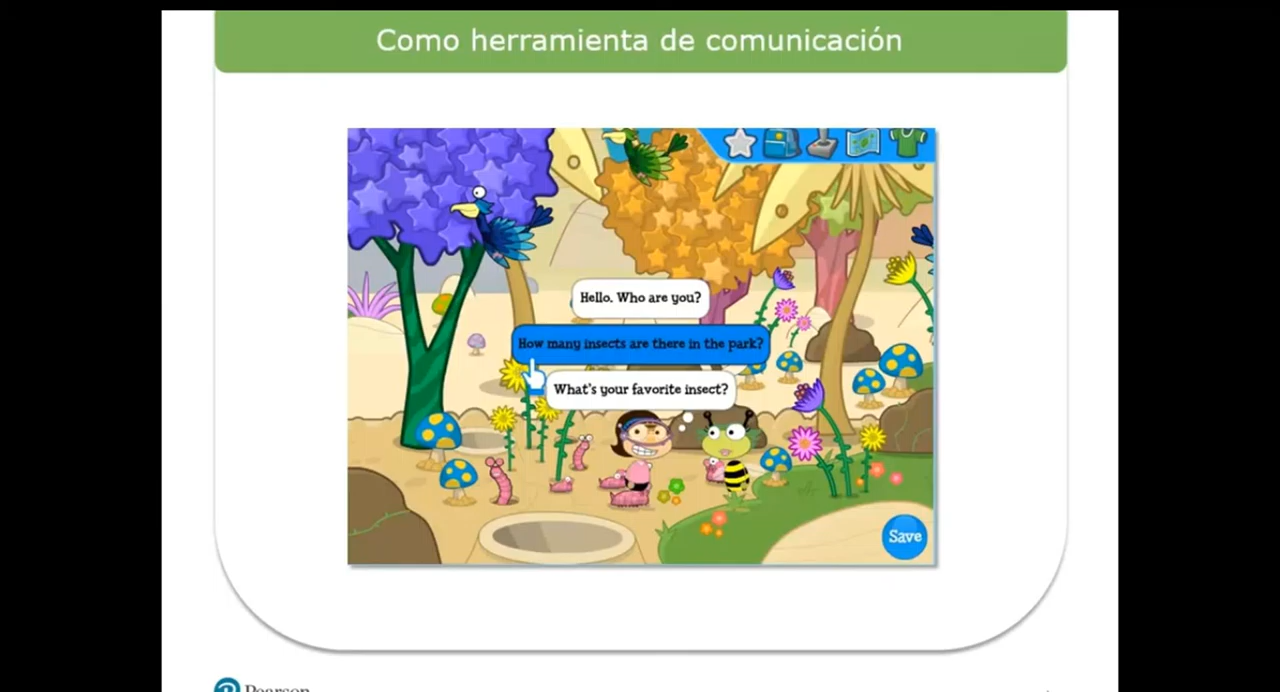 Como herramienta de comunicación
Hello. Who are you?
How many insects are there in the park?
What's your favorite insect?
Save
Pearson